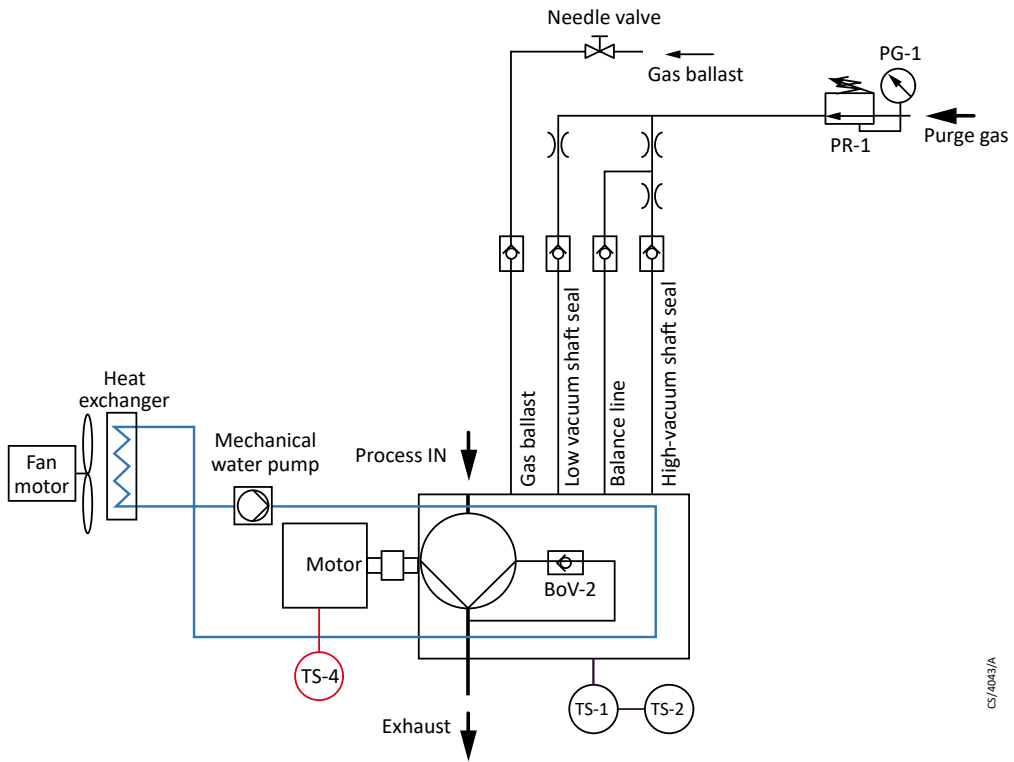 Needle valve
Gas ballast
PG-1
PR-1
Purge gas
Gas ballast
Low vacuum shaft seal
Balance line
High-vacuum shaft seal
Heat
exchanger
Fan
motor
Mechanical
water pump
Process IN
Motor
BoV-2
TS-4
TS-1
TS-2
Exhaust
CS/4043/A